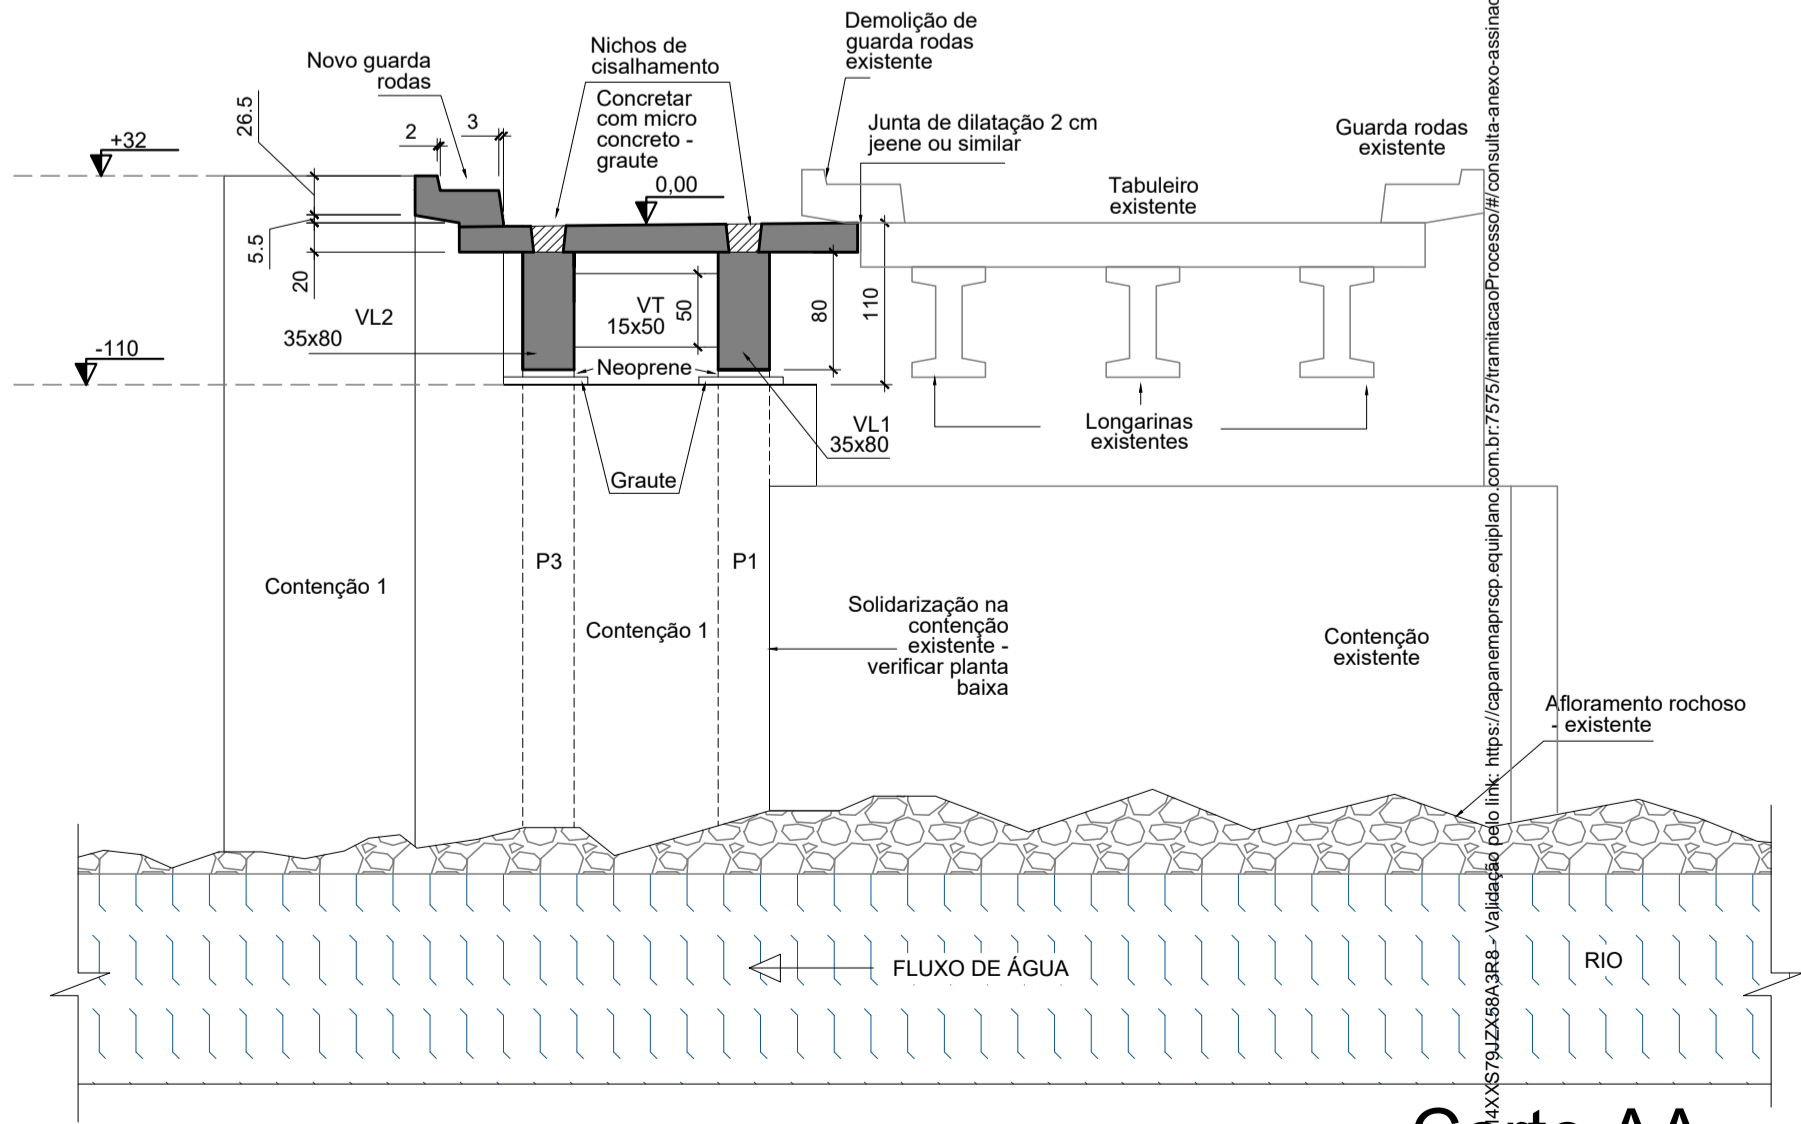 Demolição de
guarda rodas
existente
Novo guarda
rodas
Nichos de
cisalhamento
Concretar
com micro
concreto -
graute
Junta de dilatação 2 cm
jeene ou similar
Guarda rodas
existente
26.5
2
3
+32
0,00
Tabuleiro
existente
5.5
20
VL2
35x80
VT
15x50
50
80
110
-110
Neoprene
VL1
35x80
Longarinas
existentes
Graute
P3
P1
Contenção 1
Contenção 1
Solidarização na
contenção
existente -
verificar planta
baixa
Contenção
existente
Afloramento rochoso
- existente
FLUXO DE ÁGUA
RIO
14XXS79JZX58A3R8 - Validação pelo link: https://capanemaprscp.equiplano.com.br:7575/tramitacaoProcesso/#/consulta-anexo-assinad
Corte AA